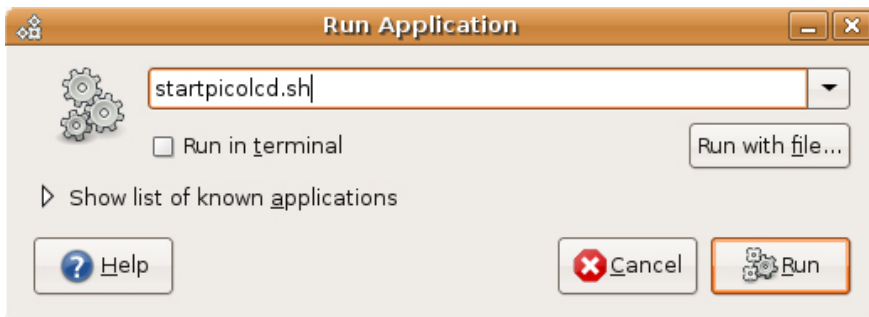 Run Application
startpicolcd.sh
Run in terminal
Run with file...
Show list of known applications
Help
Cancel
Run